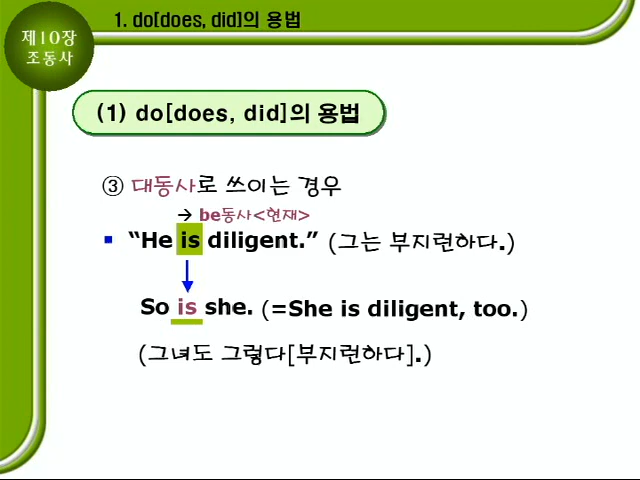 제10장
조동사
1. do[does, did]의 용법
(1) do[does, did]의 용법
③ 대동사로 쓰이는 경우
→ be동사<현재>
“He is diligent.” (그는 부지런하다.)
So is she. (=She is diligent, too.)
(그녀도 그렇다[부지런하다].)